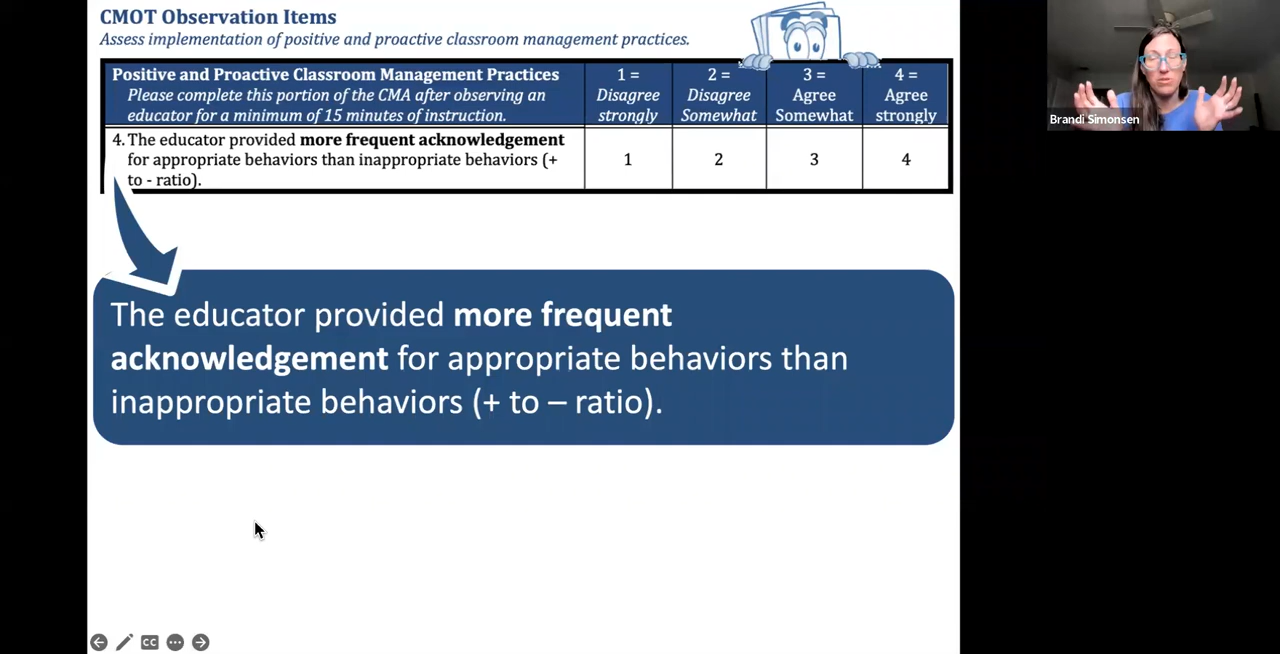 CMOT Observation Items
Assess implementation of positive and proactive classroom management practices.
Positive and Proactive Classroom Management Practices
Please complete this portion of the CMA after observing an
educator for a minimum of 15 minutes of instruction.
1 =
Disagree
strongly
2 =
Disagree
Somewhat
3 =
Agree
Somewhat
4 =
Agree
strongly
4. The educator provided more frequent acknowledgement
for appropriate behaviors than inappropriate behaviors (+
to - ratio).
1
2
3
4
The educator provided more frequent
acknowledgement for appropriate behaviors than
inappropriate behaviors (+ to – ratio).
Brandi Simonsen
CC